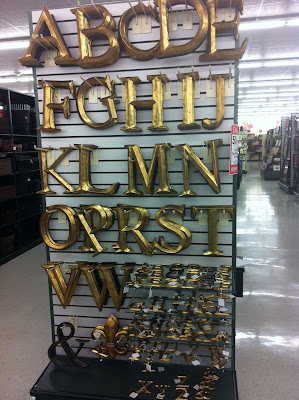 ABCDE
FGHIJ
KLMN
OPRST
VW
&